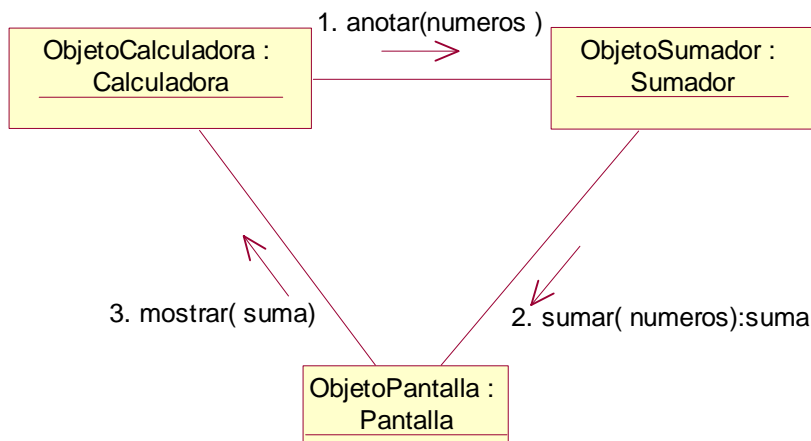 1. anotar(numeros )
ObjetoCalculadora :
Calculadora
ObjetoSumador :
Sumador
3. mostrar( suma)
2. sumar( numeros):suma
ObjetoPantalla :
Pantalla